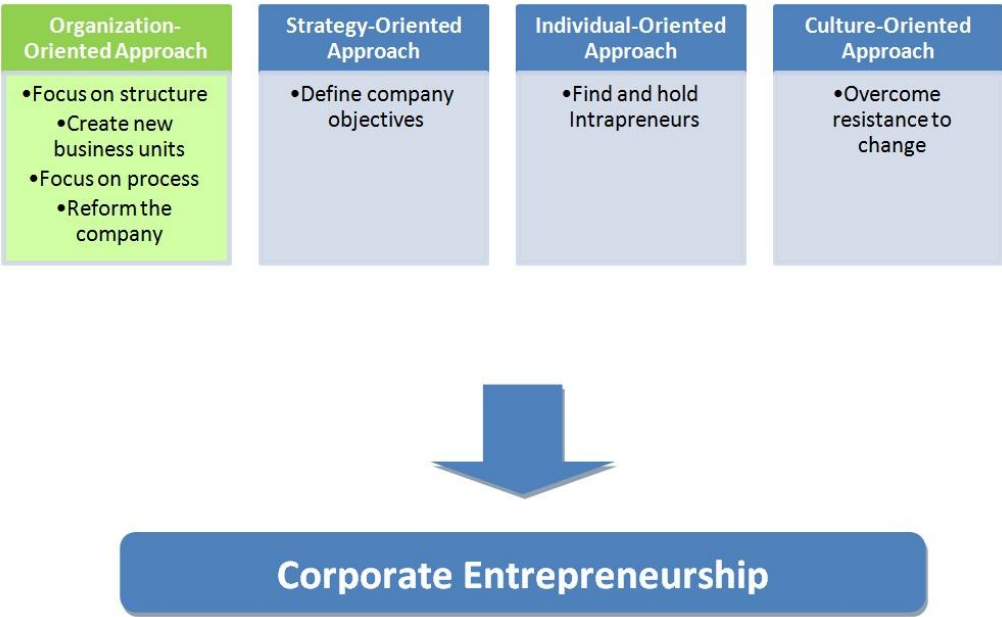 Organization-
Oriented Approach
•Focus on structure
•Create new
business units
•Focus on process
•Reform the
company
Strategy-Oriented
Approach
•Define company
objectives
Individual-Oriented
Approach
•Find and hold
Intrapreneurs
Culture-Oriented
Approach
•Overcome
resistance to
change
Corporate Entrepreneurship